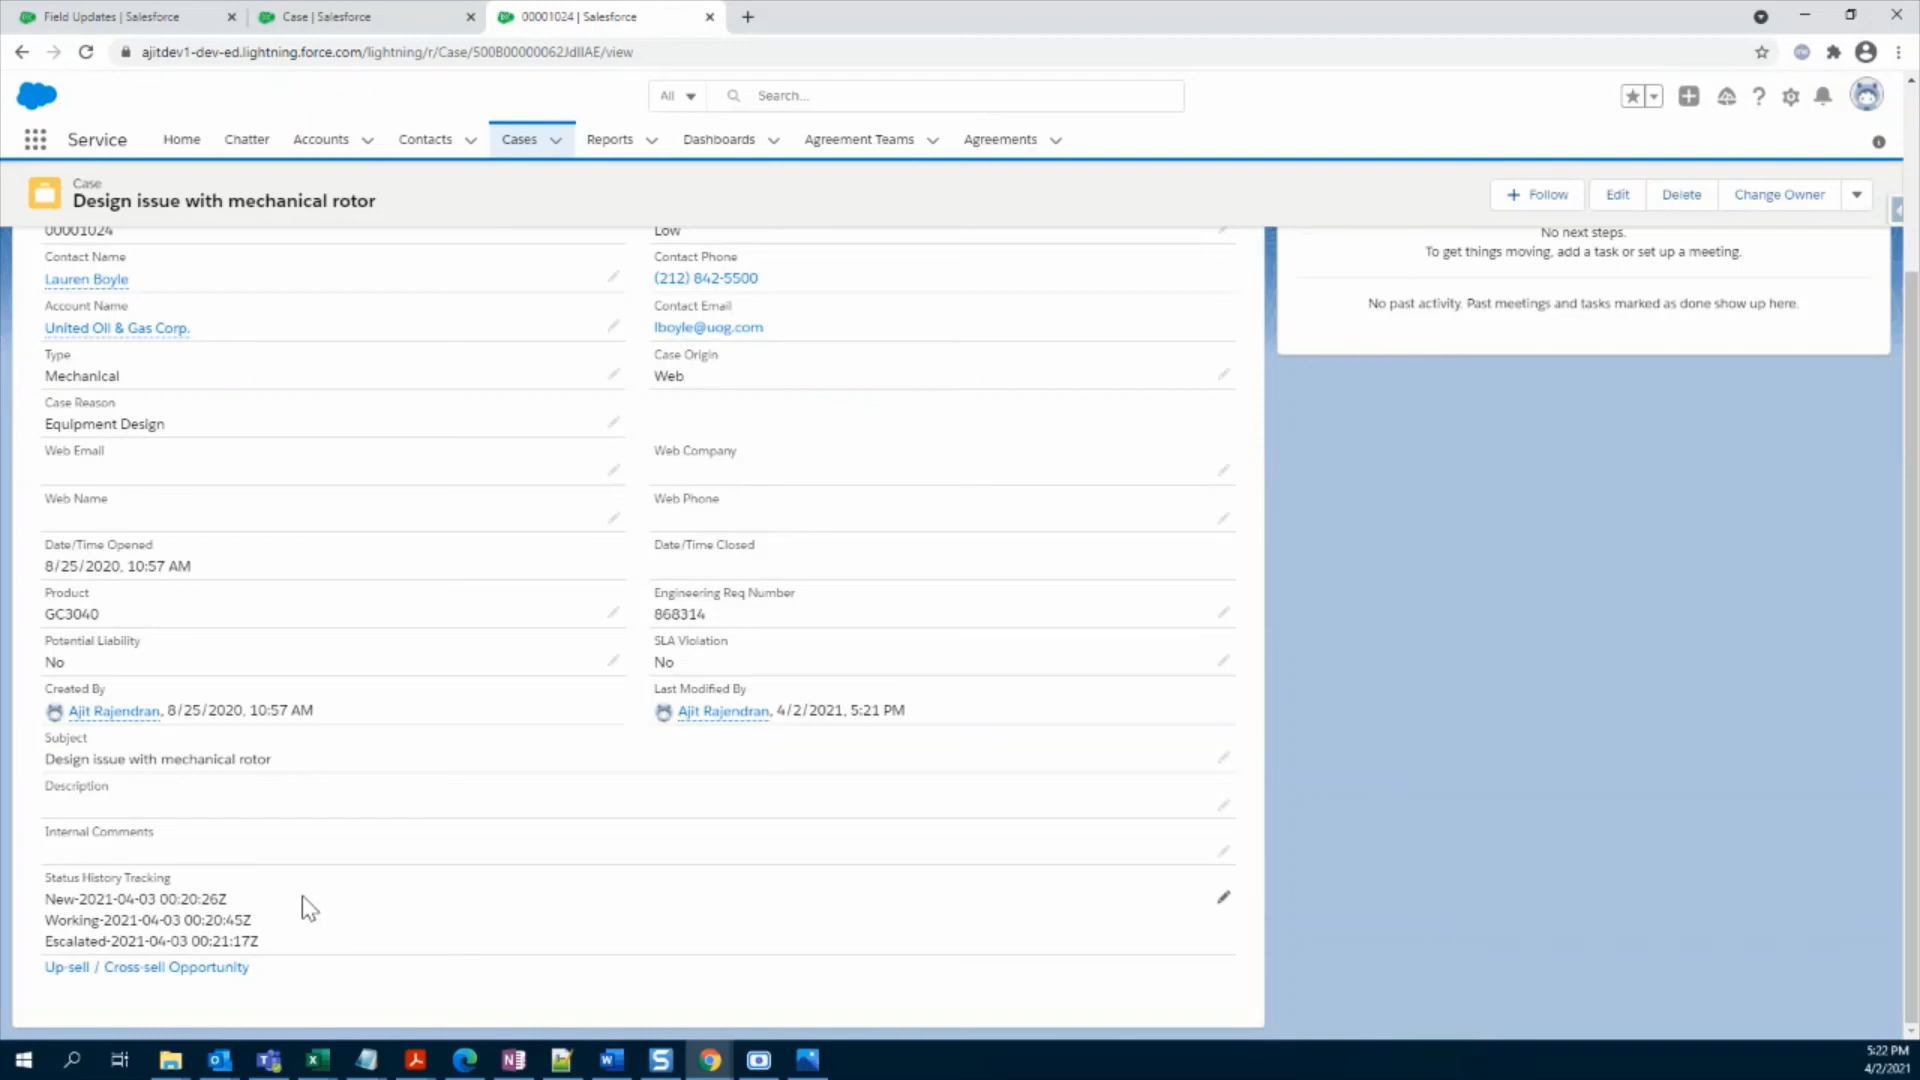 Field Updates | Salesforce
Case | Salesforce
00001024 | Salesforce
ajitdev1-dev-ed.lightning.force.com/lightning/r/Case/500B00000062JdIIAE/view
All
Search...
Service
Home
Chatter
Accounts
Contacts
Cases
Reports
Dashboards
Agreement Teams
Agreements
Case
Design issue with mechanical rotor
Follow
Edit
Delete
Change Owner
00001024
Low
Contact Name
Lauren Boyle
Contact Phone
(212) 842-5500
Account Name
United Oil & Gas Corp.
Contact Email
lboyle@uog.com
Type
Mechanical
Case Origin
Web
Case Reason
Equipment Design
Web Email
Web Company
Web Name
Web Phone
Date/Time Opened
8/25/2020, 10:57 AM
Date/Time Closed
Product
GC3040
Engineering Req Number
868314
Potential Liability
No
SLA Violation
No
Created By
Ajit Rajendran, 8/25/2020, 10:57 AM
Last Modified By
Ajit Rajendran, 4/2/2021, 5:21 PM
Subject
Design issue with mechanical rotor
Description
Internal Comments
Status History Tracking
New-2021-04-03 00:20:26Z
Working-2021-04-03 00:20:45Z
Escalated-2021-04-03 00:21:17Z
Up-sell / Cross-sell Opportunity
No next steps.
To get things moving, add a task or set up a meeting.
No past activity. Past meetings and tasks marked as done show up here.
5:22 PM
4/2/2021